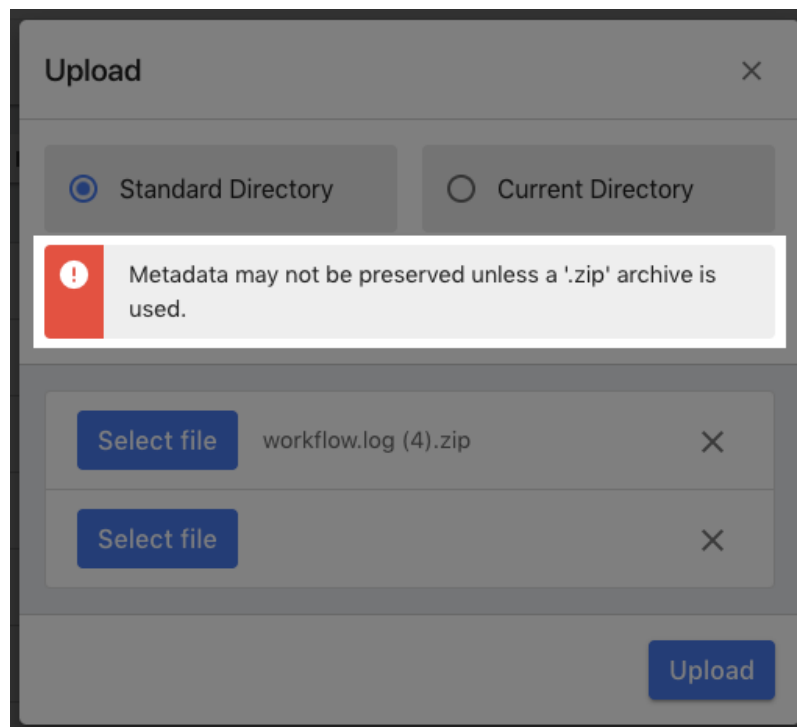 Upload
Standard Directory
Current Directory
Metadata may not be preserved unless a '.zip' archive is
used.
Select file
workflow.log (4).zip
Select file
Upload